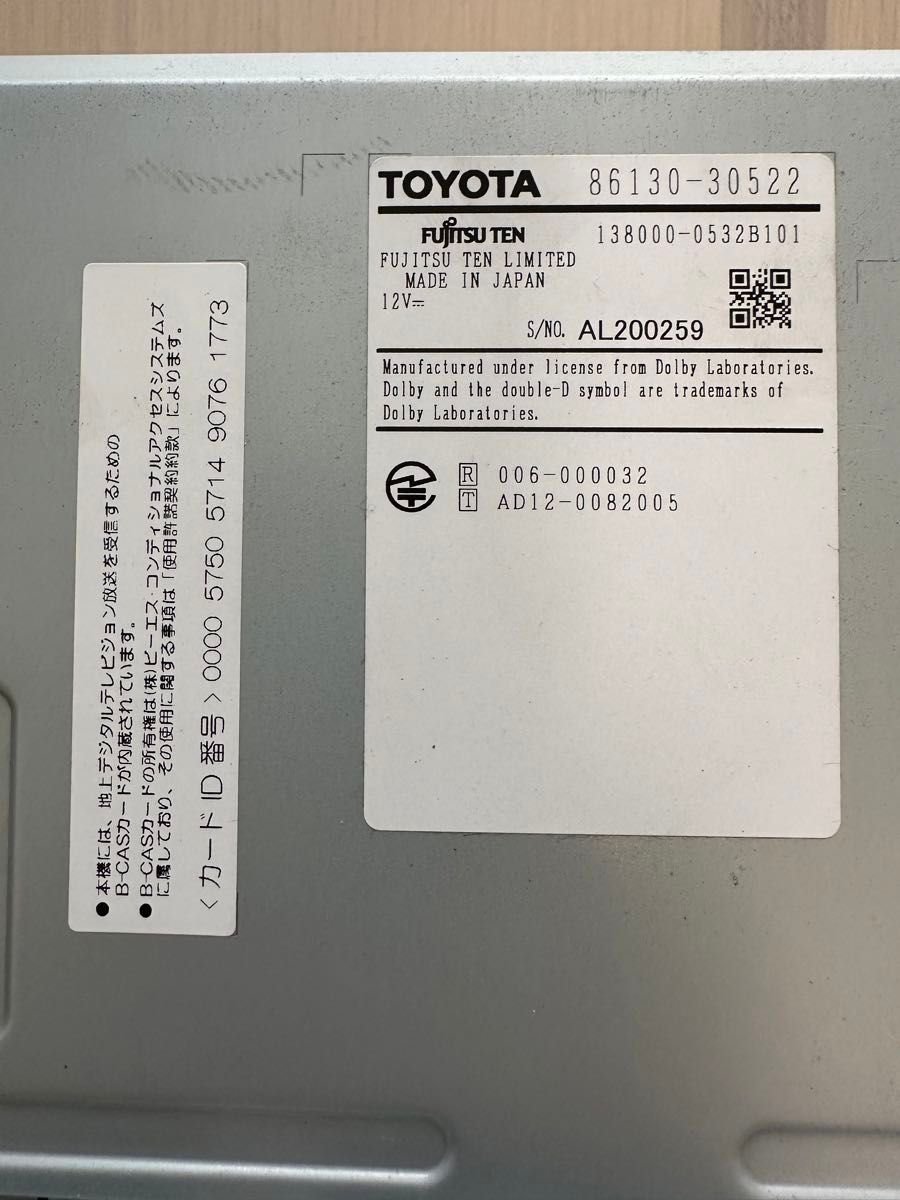 TOYOTA 86130-30522
FUJITSU TEN 138000-0532B101
FUJITSU TEN LIMITED
MADE IN JAPAN
12V⎓
S/NO. AL200259
Manufactured under license from Dolby Laboratories.
Dolby and the double-D symbol are trademarks of
Dolby Laboratories.
R 006-000032
T AD12-0082005
●本機には、地上デジタルテレビジョン放送を受信するための
B-CASカードが内蔵されています。
●B-CASカードの所有権は(株)ビーエス・コンディショナルアクセスシステムズ
に属しており、その使用に関する事項は「使用許諾契約約款」によります。
<カードID番号>0000 5750 5714 9076 1773